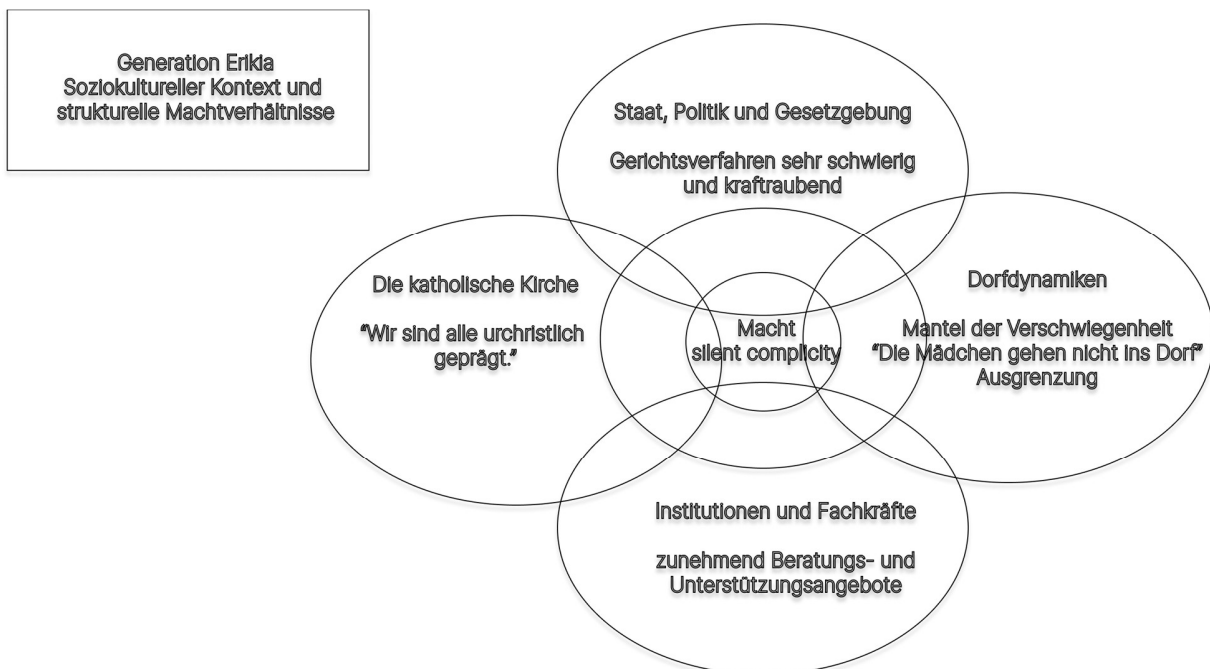 Generation Erikla
Soziokultureller Kontext und
strukturelle Machtverhältnisse
Staat, Politik und Gesetzgebung
Gerichtsverfahren sehr schwierig
und kraftraubend
Die katholische Kirche
“Wir sind alle urchristlich
geprägt.”
Macht
silent complicity
Dorfdynamiken
Mantel der Verschwiegenheit
“Die Mädchen gehen nicht ins Dorf”
Ausgrenzung
Institutionen und Fachkräfte
zunehmend Beratungs- und
Unterstützungsangebote